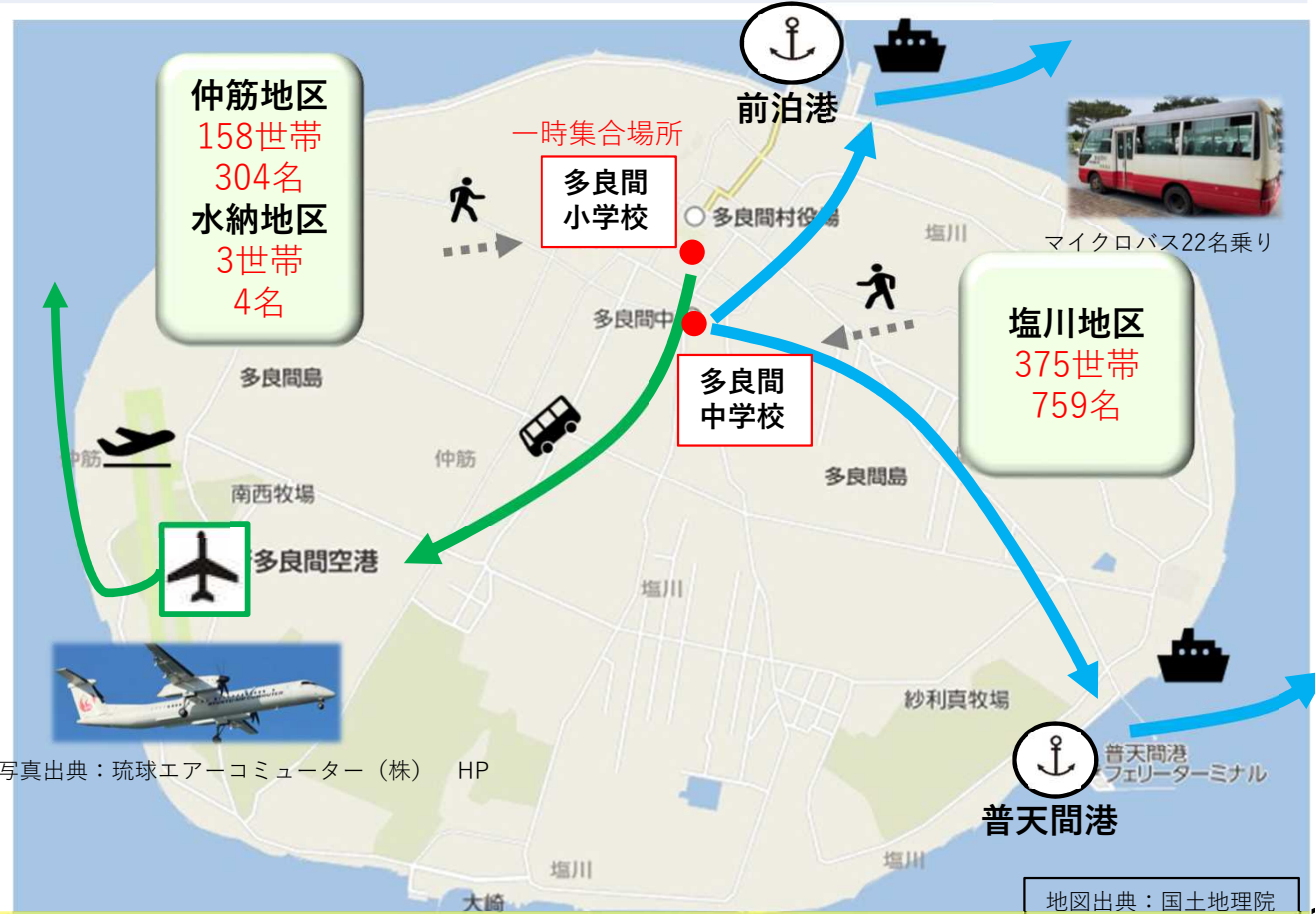 前泊港
仲筋地区
158世帯
304名
水納地区
3世帯
4名
一時集合場所
多良間
小学校
多良間村役場
塩川
マイクロバス22名乗り
多良間中
多良間
中学校
塩川地区
375世帯
759名
多良間島
仲筋
仲筋
南西牧場
多良間島
多良間空港
塩川
紗利真牧場
写真出典：琉球エアーコミューター（株） HP
普天間港
フェリーターミナル
普天間港
塩川
塩川
大崎
地図出典：国土地理院